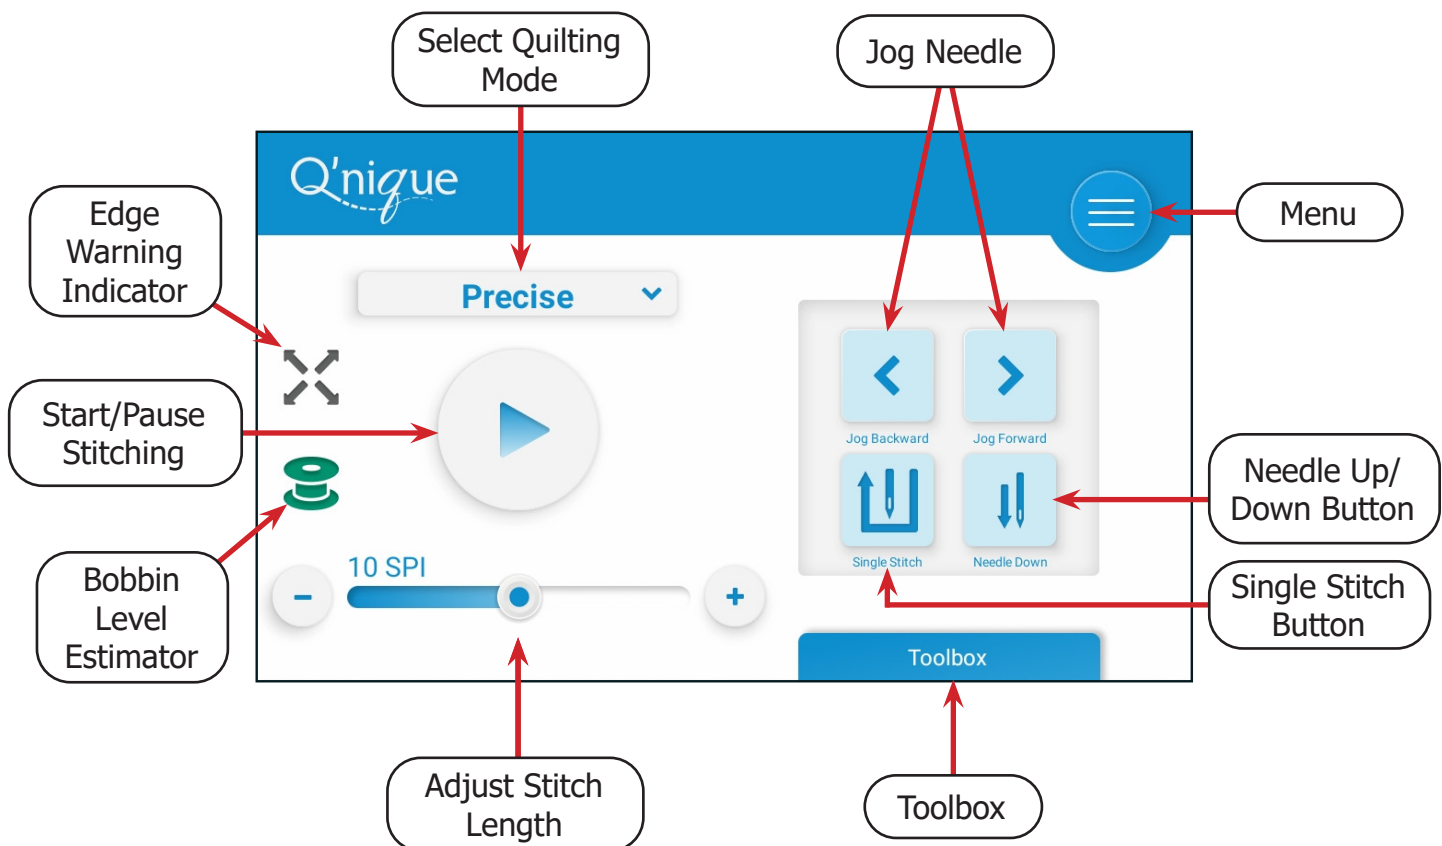 Select Quilting
Mode
Jog Needle
Q'nique
Edge
Warning
Indicator
Menu
Precise
Start/Pause
Stitching
Jog Backward
Jog Forward
Needle Up/
Down Button
10 SPI
Single Stitch
Needle Down
Bobbin
Level
Estimator
Single Stitch
Button
Toolbox
Adjust Stitch
Length
Toolbox